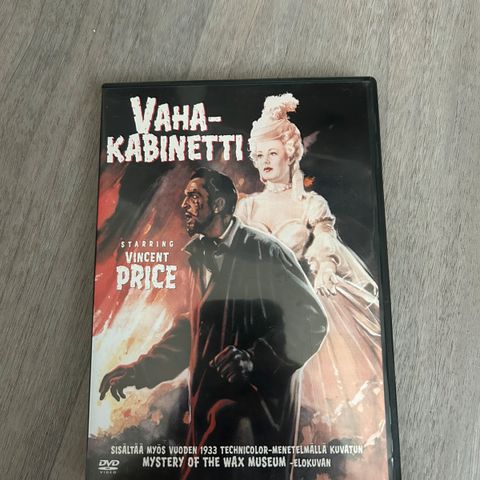 VAHA-
KABINETTI
STARRING
VINCENT
PRICE
SISÄLTÄÄ MYÖS VUODEN 1933 TECHNICOLOR-MENETELMÄLLÄ KUVATUN
MYSTERY OF THE WAX MUSEUM -ELOKUVAN
DVD
VIDEO